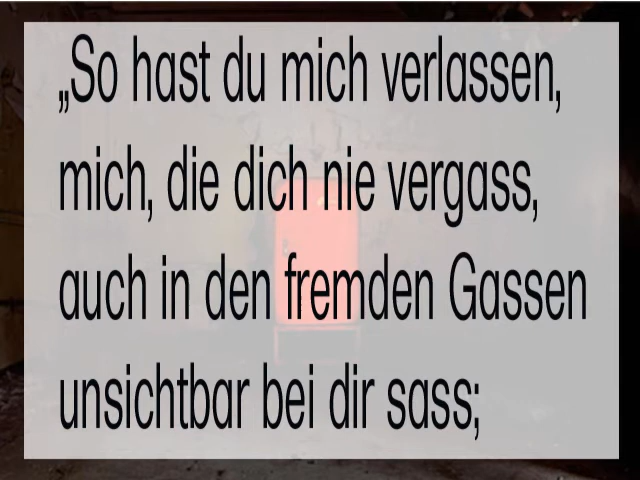 „So hast du mich verlassen,
mich, die dich nie vergass,
auch in den fremden Gassen
unsichtbar bei dir sass;